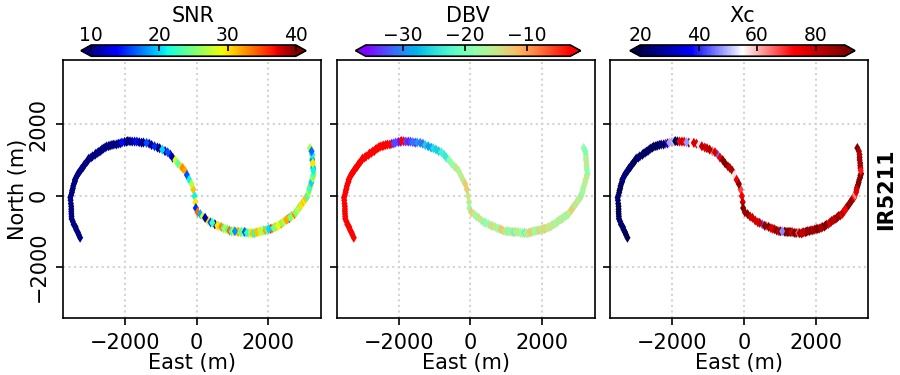 SNR
DBV
Xc
10 20 30 40
−30 −20 −10
20 40 60 80
North (m)
2000
0
−2000
−2000 0 2000
−2000 0 2000
−2000 0 2000
East (m)
East (m)
East (m)
IR5211